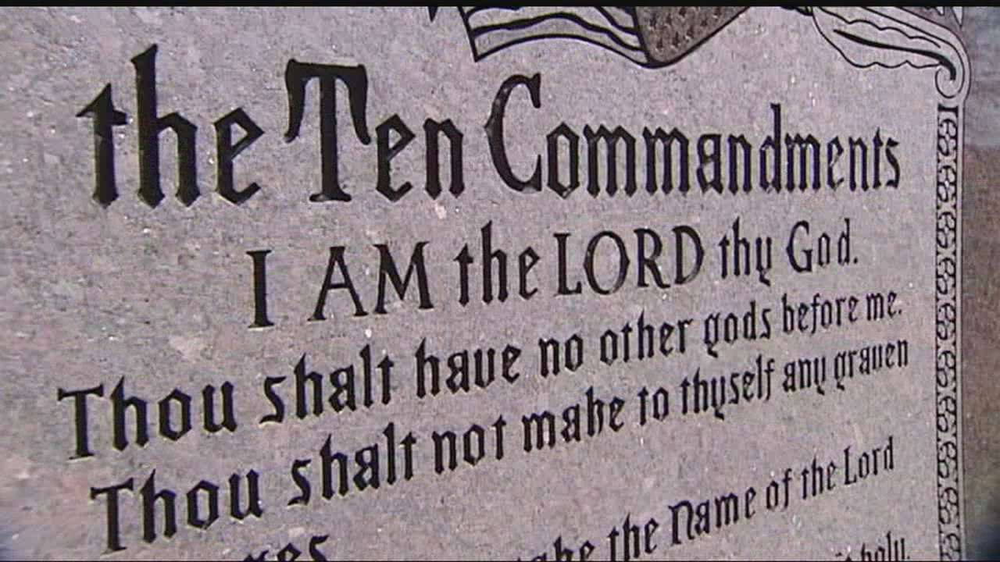 the Ten Commandments
I AM the LORD thy God.
Thou shalt have no other gods before me.
Thou shalt not make to thyself any graven
the Name of the Lord
holy.